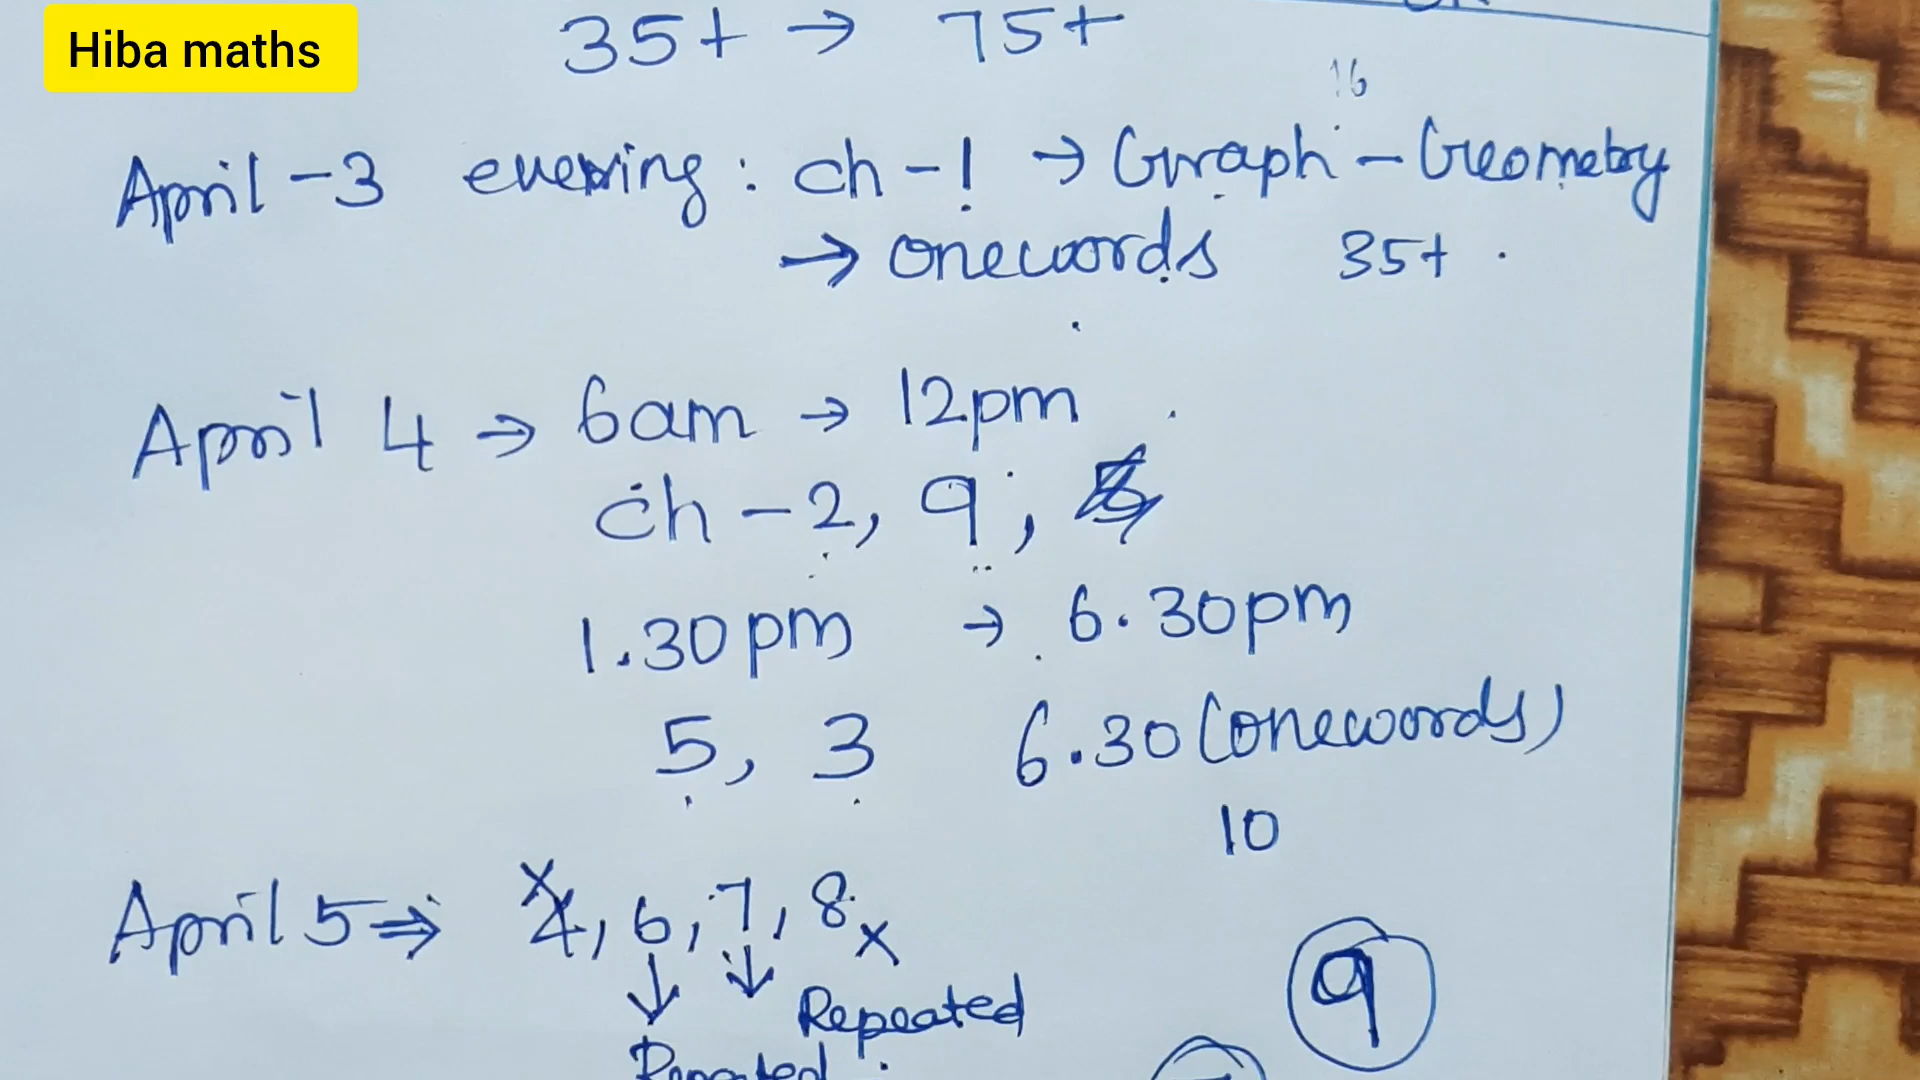 Hiba maths
35+ → 75+
16
April -3 evening : ch - 1 → Graph - Geometry
→ onewords 35+
April 4 → 6am → 12pm
ch - 2, 9,
1.30pm → 6.30pm
5, 3 6.30 (onewords)
10
April 5 ⇒ 4, 6, 7, 8 x
↓ ↓ Repeated
Repeated
9